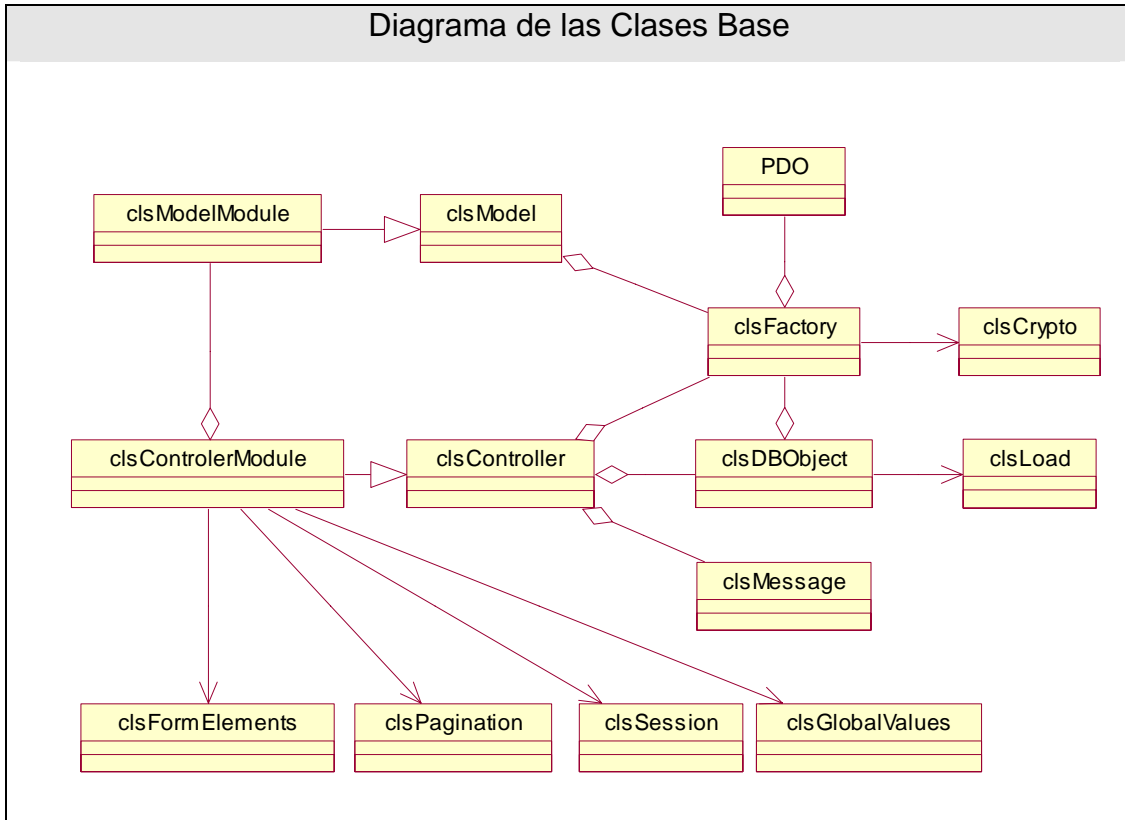 Diagrama de las Clases Base
PDO
clsModelModule
clsModel
clsFactory
clsCrypto
clsControlerModule
clsController
clsDBObject
clsLoad
clsMessage
clsFormElements
clsPagination
clsSession
clsGlobalValues